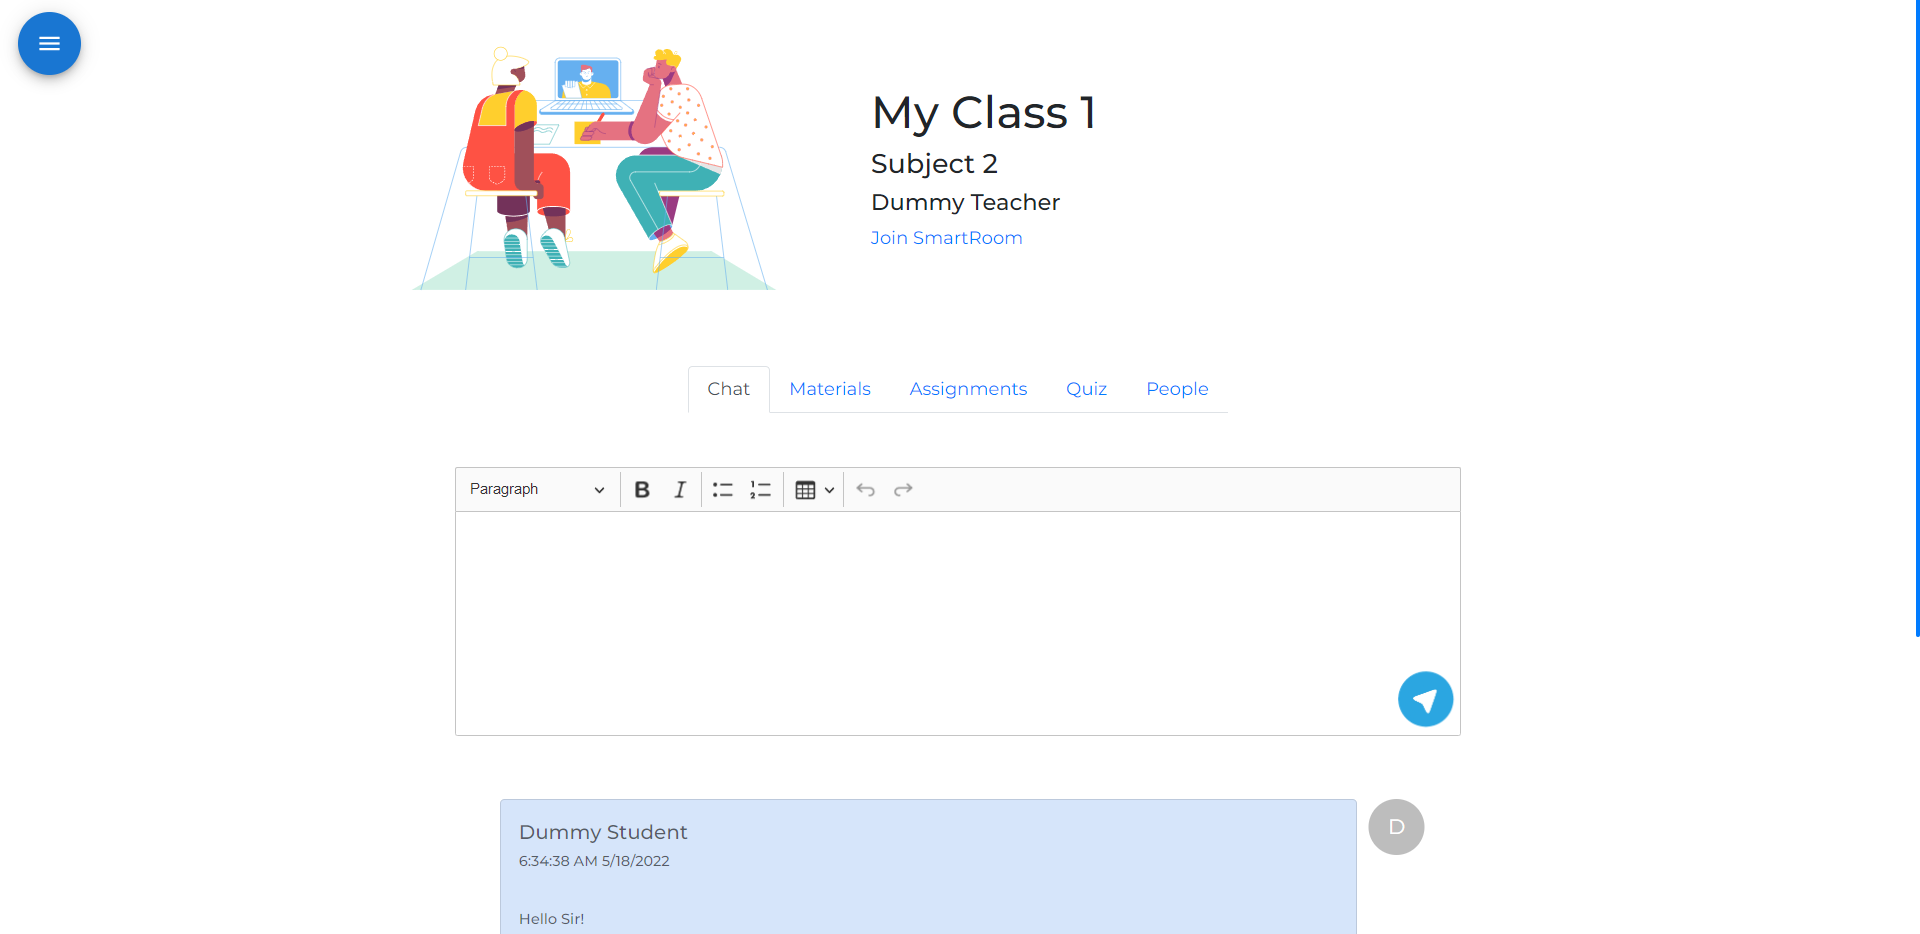 My Class 1
Subject 2
Dummy Teacher
Join SmartRoom
Chat Materials Assignments Quiz People
Paragraph B I
Dummy Student
D
6:34:38 AM 5/18/2022
Hello Sir!